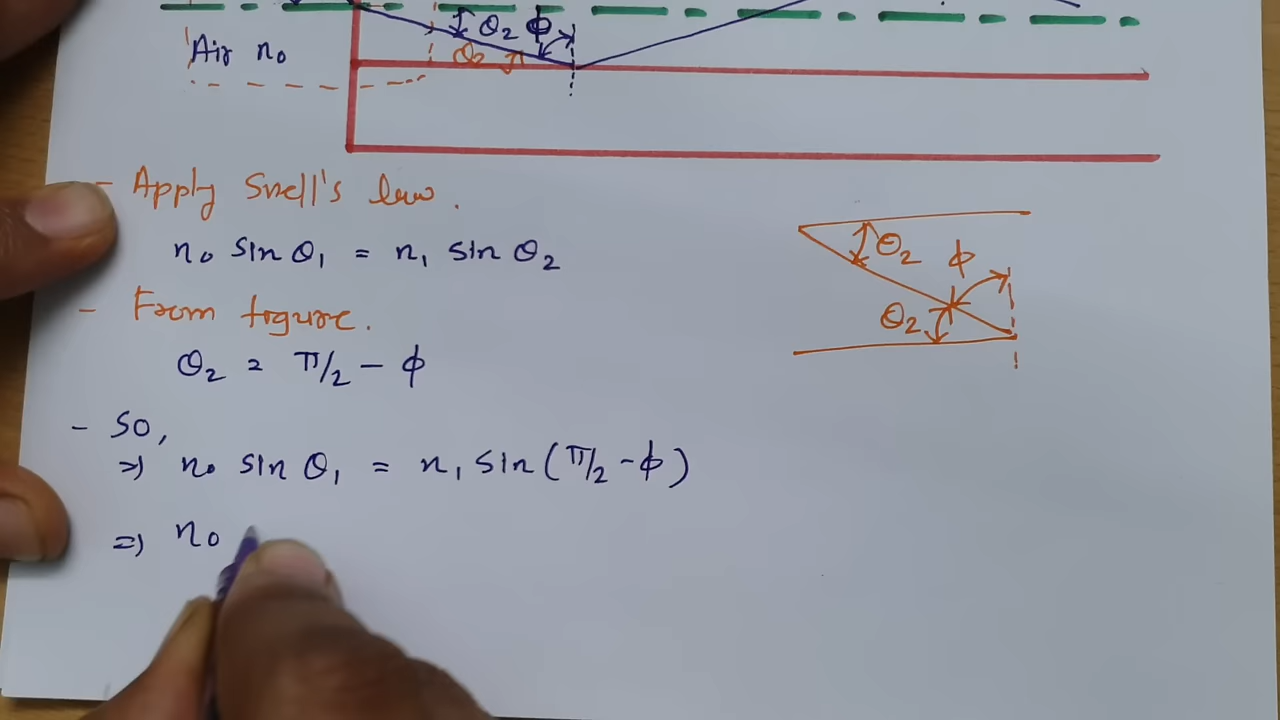 θ₂ φ
Air n₀
θ₂
- Apply Snell's law.
n₀ sin θ₁ = n₁ sin θ₂
θ₂ φ
θ₂
- From figure.
θ₂ = π/2 - φ
- So,
⇒ n₀ sin θ₁ = n₁ sin(π/2 - φ)
⇒ n₀